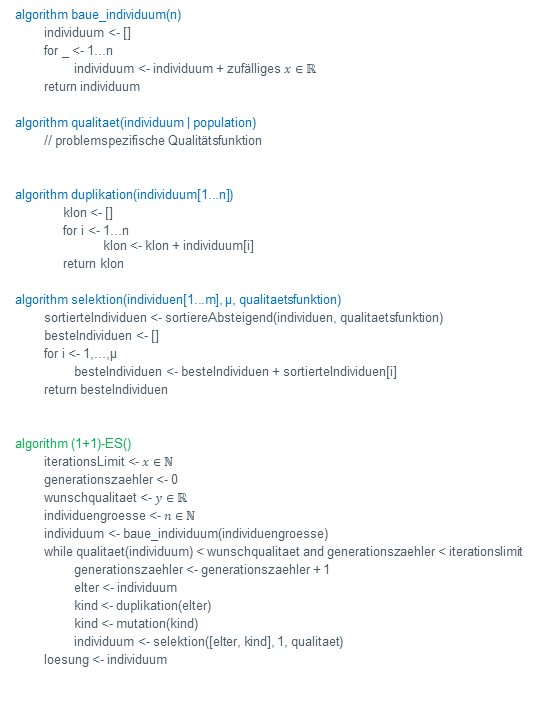 algorithm baue_individuum(n)
individuum <- []
for _ <- 1...n
individuum <- individuum + zufälliges x ∈ ℝ
return individuum
algorithm qualitaet(individuum | population)
// problemspezifische Qualitätsfunktion
algorithm duplikation(individuum[1...n])
klon <- []
for i <- 1...n
klon <- klon + individuum[i]
return klon
algorithm selektion(individuen[1...m], µ, qualitaetsfunktion)
sortierteIndividuen <- sortiereAbsteigend(individuen, qualitaetsfunktion)
besteIndividuen <- []
for i <- 1,...,µ
besteIndividuen <- besteIndividuen + sortierteIndividuen[i]
return besteIndividuen
algorithm (1+1)-ES()
iterationsLimit <- x ∈ ℕ
generationszaehler <- 0
wunschqualitaet <- y ∈ ℝ
individuengroesse <- n ∈ ℕ
individuum <- baue_individuum(individuengroesse)
while qualitaet(individuum) < wunschqualitaet and generationszaehler < iterationslimit
generationszaehler <- generationszaehler + 1
elter <- individuum
kind <- duplikation(elter)
kind <- mutation(kind)
individuum <- selektion([elter, kind], 1, qualitaet)
loesung <- individuum